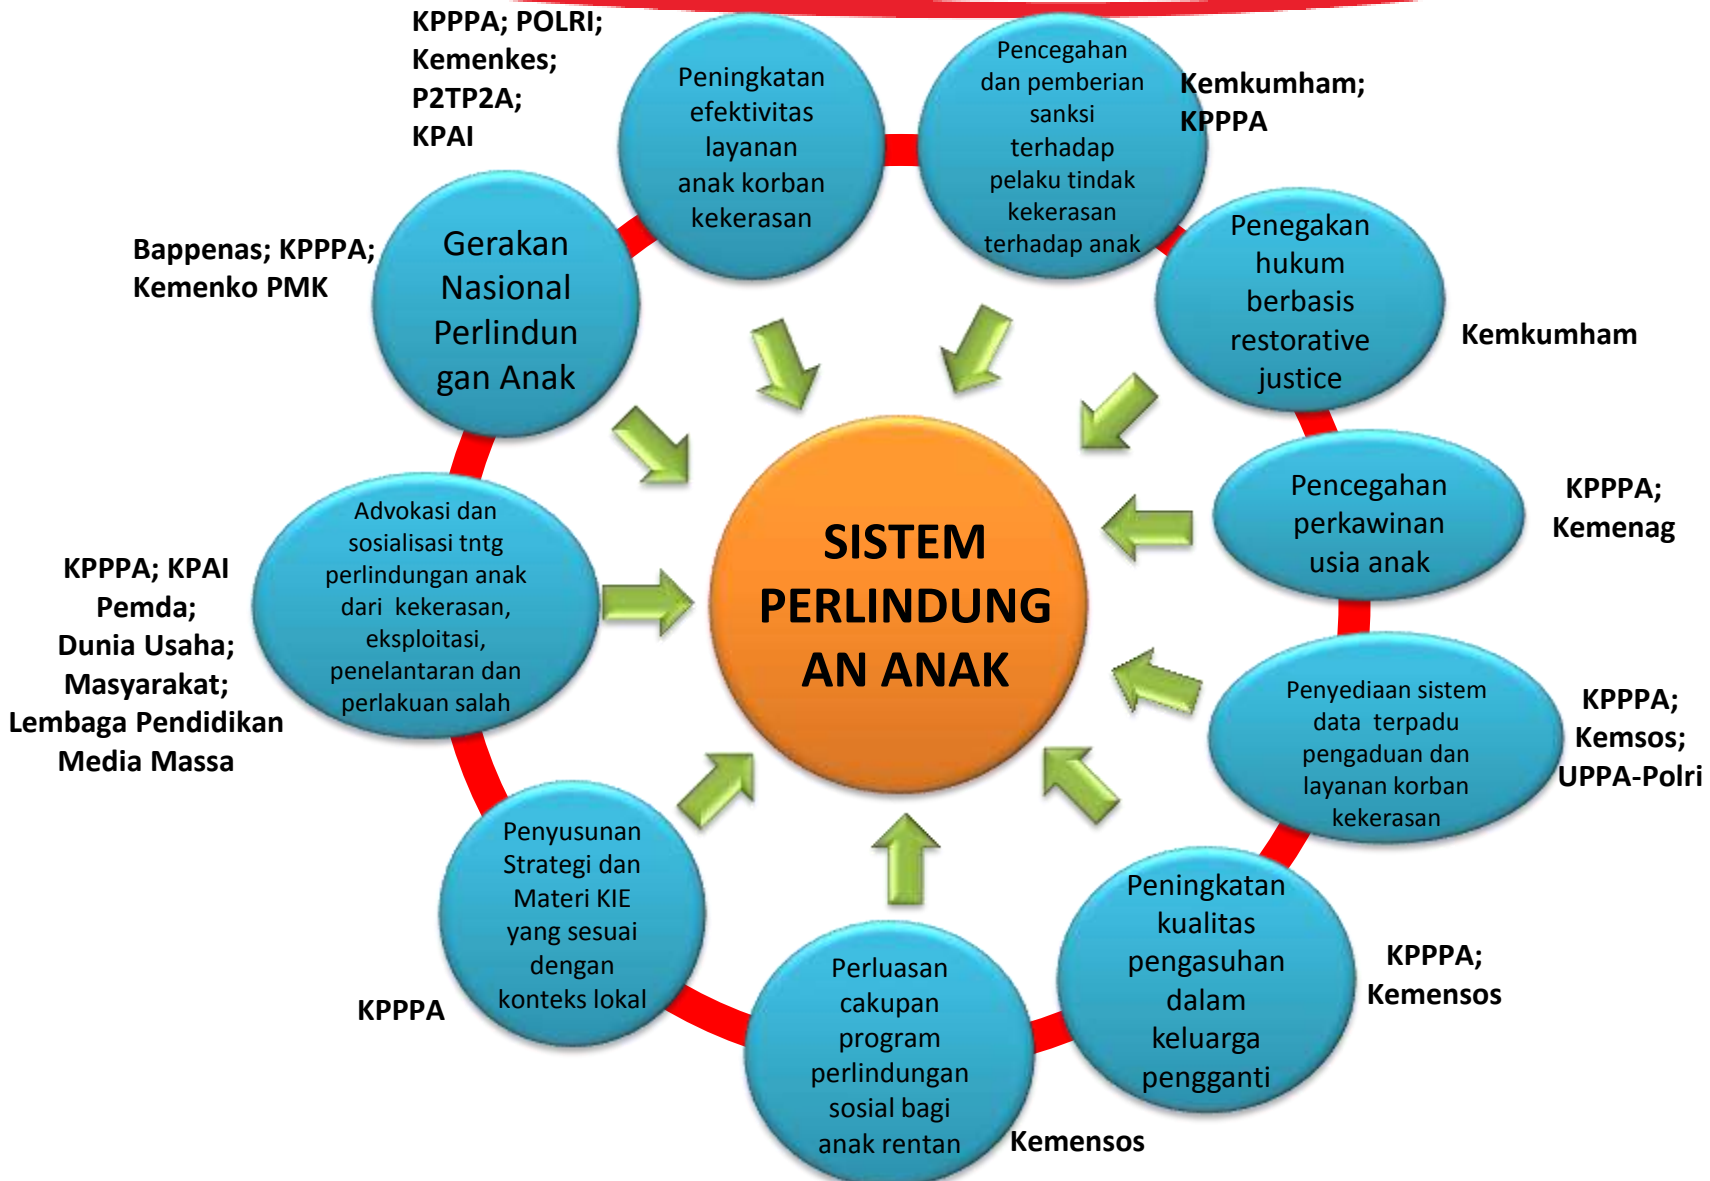 KPPPA; POLRI;
Kemenkes;
P2TP2A;
KPAI
Peningkatan
efektivitas
layanan
anak korban
kekerasan
Pencegahan
dan pemberian
sanksi
terhadap
pelaku tindak
kekerasan
terhadap anak
Kemkumham;
KPPPA
Bappenas; KPPPA;
Kemenko PMK
Gerakan
Nasional
Perlindun
gan Anak
Penegakan
hukum
berbasis
restorative
justice
Kemkumham
KPPPA; KPAI
Pemda;
Dunia Usaha;
Masyarakat;
Lembaga Pendidikan
Media Massa
Advokasi dan
sosialisasi tntg
perlindungan anak
dari kekerasan,
eksploitasi,
penelantaran dan
perlakuan salah
SISTEM
PERLINDUNG
AN ANAK
Pencegahan
perkawinan
usia anak
KPPPA;
Kemenag
Penyediaan sistem
data terpadu
pengaduan dan
layanan korban
kekerasan
KPPPA;
Kemsos;
UPPA-Polri
KPPPA
Penyusunan
Strategi dan
Materi KIE
yang sesuai
dengan
konteks lokal
Perluasan
cakupan
program
perlindungan
sosial bagi
anak rentan
Kemensos
Peningkatan
kualitas
pengasuhan
dalam
keluarga
pengganti
KPPPA;
Kemensos